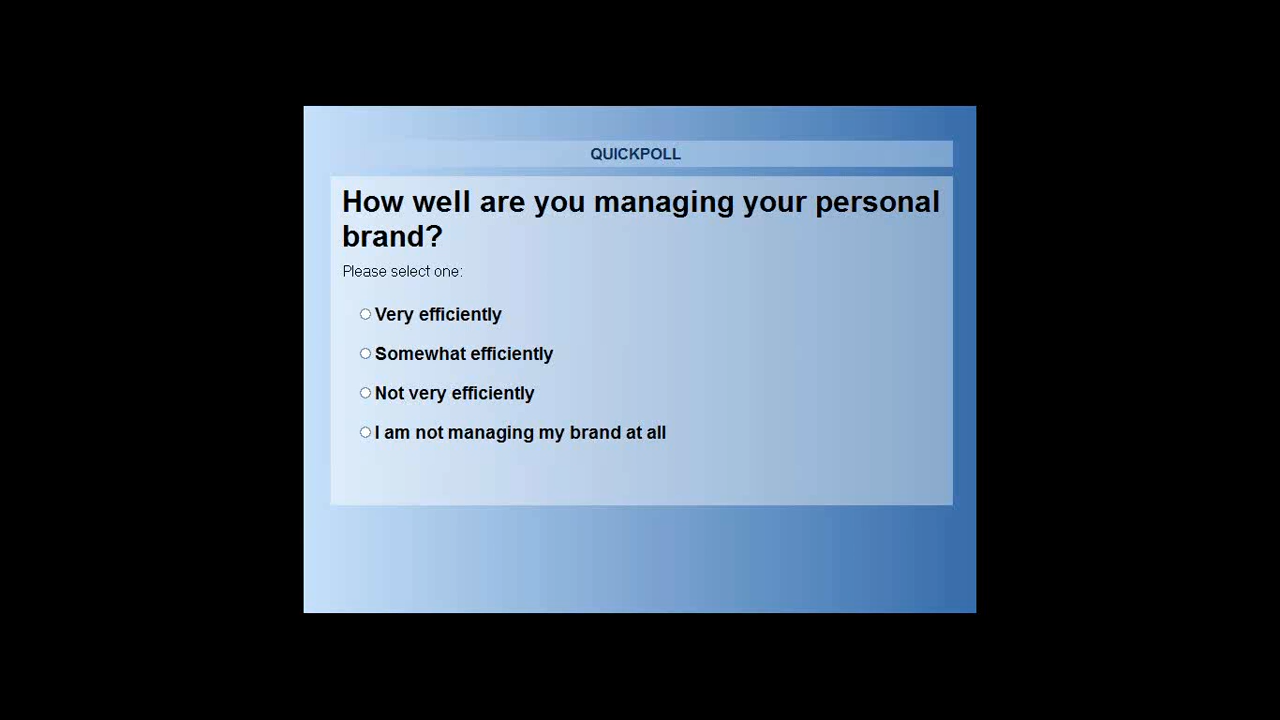 QUICKPOLL
How well are you managing your personal
brand?
Please select one:
Very efficiently
Somewhat efficiently
Not very efficiently
I am not managing my brand at all